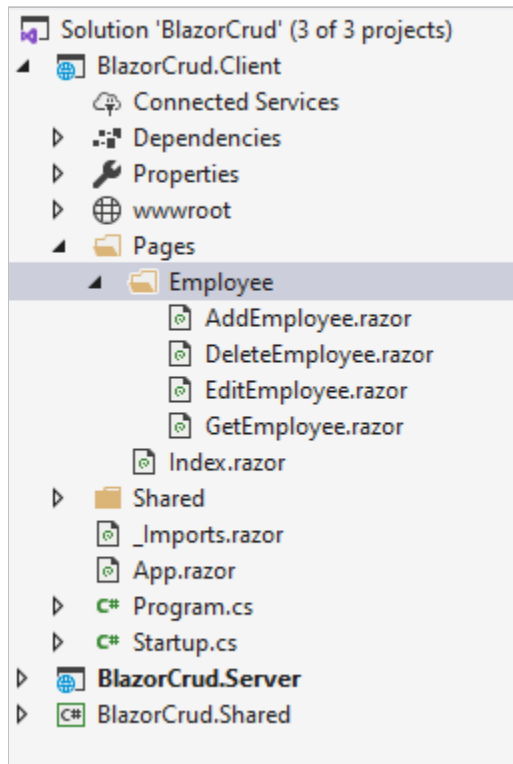 Solution 'BlazorCrud' (3 of 3 projects)
BlazorCrud.Client
Connected Services
Dependencies
Properties
wwwroot
Pages
Employee
AddEmployee.razor
DeleteEmployee.razor
EditEmployee.razor
GetEmployee.razor
Index.razor
Shared
_Imports.razor
App.razor
C# Program.cs
C# Startup.cs
BlazorCrud.Server
C# BlazorCrud.Shared